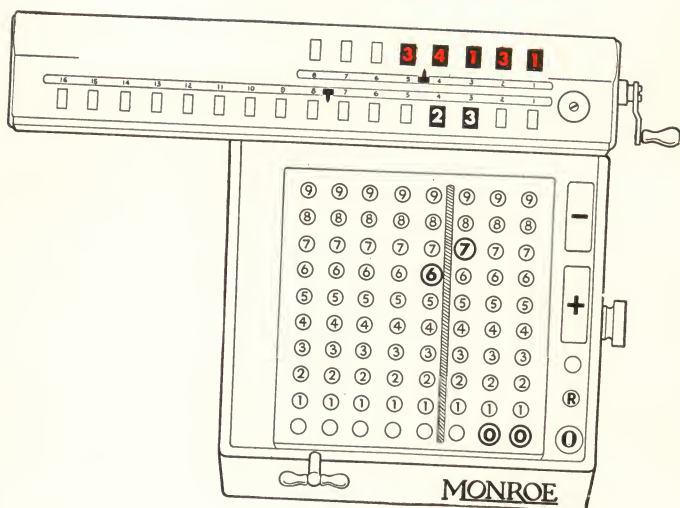 3 4 1 3 1
8 7 6 5 4 3 2 1
16 15 14 13 12 11 10 9 8 7 6 5 4 3 2 1
2 3
9 9 9 9 9 9 9 9
8 8 8 8 8 8 8 8
7 7 7 7 7 7 7 7
6 6 6 6 6 6 6 6
5 5 5 5 5 5 5 5
4 4 4 4 4 4 4 4
3 3 3 3 3 3 3 3
2 2 2 2 2 2 2 2
1 1 1 1 1 1 1 1
0 0
−
+
R
0
MONROE